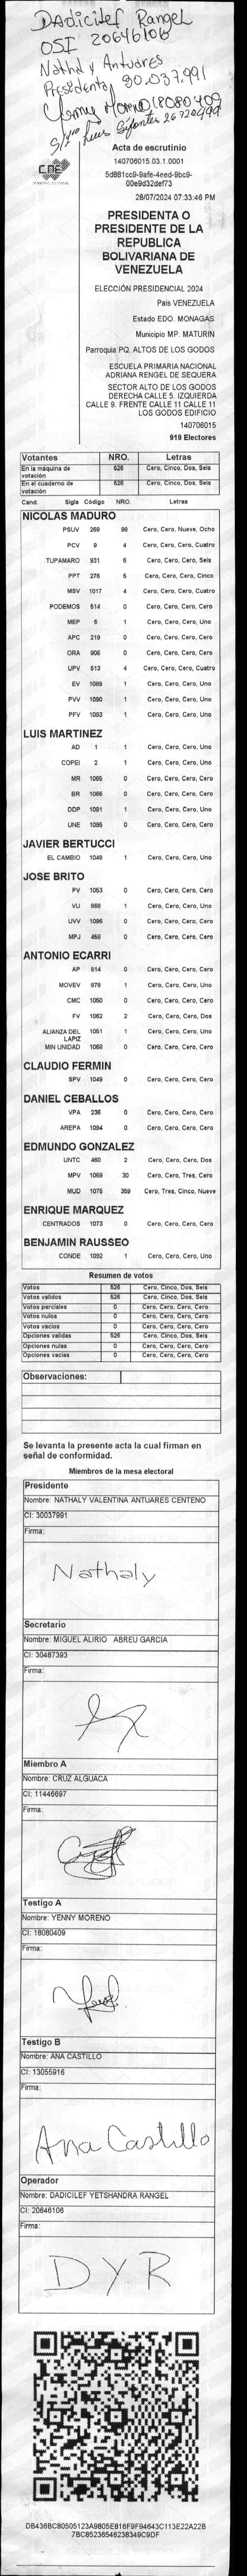 DAdicilef Rangel
OSI 20646106
Nathaly Antuares
Presidenta 30.037.991
Yenny Moreno 18080409
Luis Sifontes 26720499
CNE
Acta de escrutinio
140706015.03.1.0001
5d881cc9-9afe-4eed-9bc9-
00e9d32def73
28/07/2024 07:33:46 PM
PRESIDENTA O
PRESIDENTE DE LA
REPUBLICA
BOLIVARIANA DE
VENEZUELA
ELECCIÓN PRESIDENCIAL 2024
Pais VENEZUELA
Estado EDO. MONAGAS
Municipio MP. MATURIN
Parroquia PQ. ALTOS DE LOS GODOS
ESCUELA PRIMARIA NACIONAL
ADRIANA RENGEL DE SEQUERA
SECTOR ALTO DE LOS GODOS
DERECHA CALLE 5. IZQUIERDA
CALLE 9. FRENTE CALLE 11 CALLE 11
LOS GODOS EDIFICIO
140706015
919 Electores
Votantes NRO. Letras
En la máquina de votación 526 Cero, Cinco, Dos, Seis
En el cuaderno de votación 526 Cero, Cinco, Dos, Seis
Cand. Sigla Código NRO. Letras
NICOLAS MADURO
PSUV 269 98 Cero, Cero, Nueve, Ocho
PCV 9 4 Cero, Cero, Cero, Cuatro
TUPAMARO 931 6 Cero, Cero, Cero, Seis
PPT 276 5 Cero, Cero, Cero, Cinco
MSV 1017 4 Cero, Cero, Cero, Cuatro
PODEMOS 514 0 Cero, Cero, Cero, Cero
MEP 6 1 Cero, Cero, Cero, Uno
APC 219 0 Cero, Cero, Cero, Cero
ORA 906 0 Cero, Cero, Cero, Cero
UPV 513 4 Cero, Cero, Cero, Cuatro
EV 1089 1 Cero, Cero, Cero, Uno
PVV 1090 1 Cero, Cero, Cero, Uno
PFV 1093 1 Cero, Cero, Cero, Uno
LUIS MARTINEZ
AD 1 1 Cero, Cero, Cero, Uno
COPEI 2 1 Cero, Cero, Cero, Uno
MR 1065 0 Cero, Cero, Cero, Cero
BR 1066 0 Cero, Cero, Cero, Cero
DDP 1091 1 Cero, Cero, Cero, Uno
UNE 1095 0 Cero, Cero, Cero, Cero
JAVIER BERTUCCI
EL CAMBIO 1048 1 Cero, Cero, Cero, Uno
JOSE BRITO
PV 1053 0 Cero, Cero, Cero, Cero
VU 868 1 Cero, Cero, Cero, Uno
UVV 1096 0 Cero, Cero, Cero, Cero
MPJ 458 0 Cero, Cero, Cero, Cero
ANTONIO ECARRI
AP 814 0 Cero, Cero, Cero, Cero
MOVEV 878 1 Cero, Cero, Cero, Uno
CMC 1050 0 Cero, Cero, Cero, Cero
FV 1062 2 Cero, Cero, Cero, Dos
ALIANZA DEL LAPIZ 1051 1 Cero, Cero, Cero, Uno
MIN UNIDAD 1068 0 Cero, Cero, Cero, Cero
CLAUDIO FERMIN
SPV 1049 0 Cero, Cero, Cero, Cero
DANIEL CEBALLOS
VPA 236 0 Cero, Cero, Cero, Cero
AREPA 1094 0 Cero, Cero, Cero, Cero
EDMUNDO GONZALEZ
UNTC 460 2 Cero, Cero, Cero, Dos
MPV 1069 30 Cero, Cero, Tres, Cero
MUD 1075 359 Cero, Tres, Cinco, Nueve
ENRIQUE MARQUEZ
CENTRADOS 1073 0 Cero, Cero, Cero, Cero
BENJAMIN RAUSSEO
CONDE 1092 1 Cero, Cero, Cero, Uno
Resumen de votos
Votos 526 Cero, Cinco, Dos, Seis
Votos validos 526 Cero, Cinco, Dos, Seis
Votos parciales 0 Cero, Cero, Cero, Cero
Votos nulos 0 Cero, Cero, Cero, Cero
Votos vacios 0 Cero, Cero, Cero, Cero
Opciones validas 526 Cero, Cinco, Dos, Seis
Opciones nulas 0 Cero, Cero, Cero, Cero
Opciones vacias 0 Cero, Cero, Cero, Cero
Observaciones:
Se levanta la presente acta la cual firman en
señal de conformidad.
Miembros de la mesa electoral
Presidente
Nombre: NATHALY VALENTINA ANTUARES CENTENO
CI: 30037991
Firma:
Nathaly
Secretario
Nombre: MIGUEL ALIRIO ABREU GARCIA
CI: 30487393
Firma:
Miembro A
Nombre: CRUZ ALGUACA
CI: 11446697
Firma:
Testigo A
Nombre: YENNY MORENO
CI: 18080409
Firma:
Testigo B
Nombre: ANA CASTILLO
CI: 13055916
Firma:
Ana Castillo
Operador
Nombre: DADICILEF YETSHANDRA RANGEL
CI: 20646106
Firma:
DYR
DB436BC80505123A9805E816F9F94643C113E22A22B
7BC85236546238349C9DF